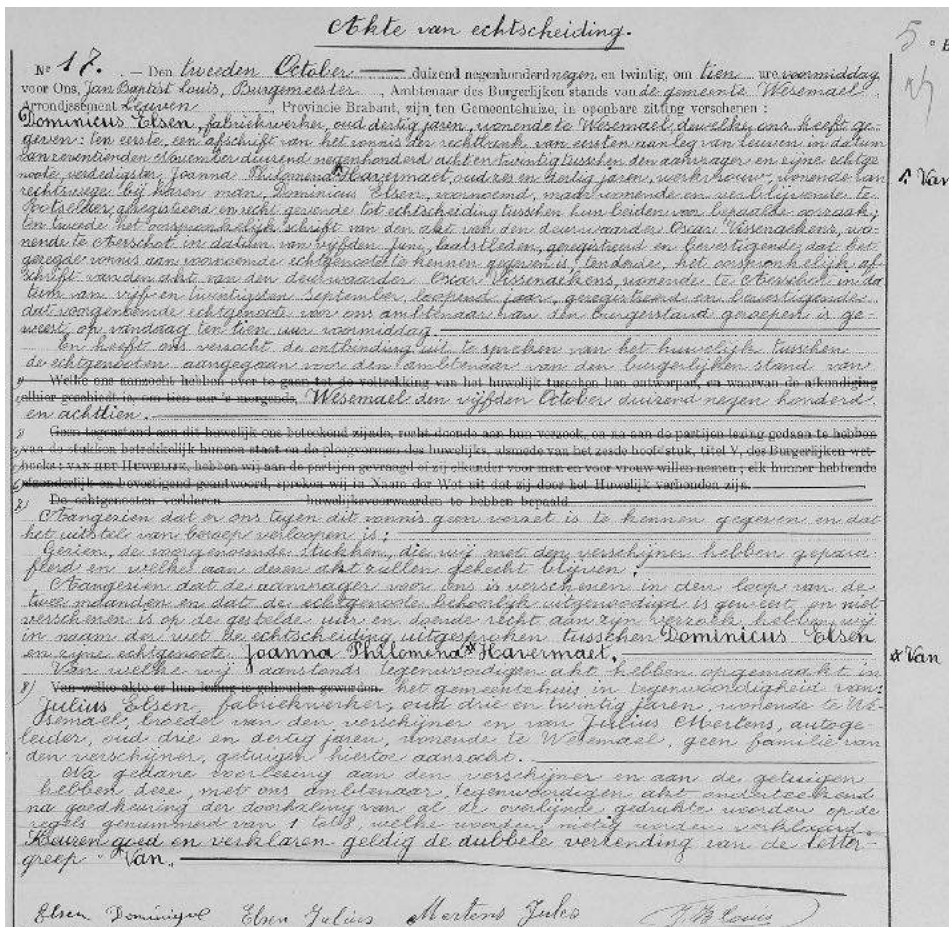 Akte van echtscheiding.
5e B
Nº 17. — Den tweeden October — duizend negenhonderd negen en twintig, om tien ure voormiddag
voor Ons, Jan Baptist Louis, Burgemeester, Ambtenaar des Burgerlijken stands van de gemeente Wesemael,
Arrondissement Leuven Provincie Brabant, zijn ten Gemeentehuize, in openbare zitting verschenen :
Dominicus Elsen, fabriekwerker, oud dertig jaren, wonende te Wesemael, dewelke ons heeft ge-
geven: ten eerste, een afschrift van het vonnis der rechtbank van eersten aanleg van Leuven in datum
van zeventienden November duizend negenhonderd acht en twintig tusschen den aanvrager en zijne echtge
noote, verdedigster, Joanna Philomena Havermaet, oud zes en dertig jaren, werkvrouw, wonende van
rechtswege bij haren man, Dominicus Elsen, voornoemd, maar wonende en verblijvende te
Rotselaer, geregistreerd en recht gevende tot echtscheiding tusschen hun beiden voor bepaalde oorzaak;
ten tweede het oorspronkelijk schrift van den akt van den deurwaarder Oscar Vissenaekens, wo-
nende te Aerschot in datum van vijfden Juni, laatstleden, geregistreerd en bevestigende, dat het
gezegde vonnis aan voornoemde echtgenoote te kennen gegeven is; ten derde, het oorspronkelijk af-
schrift van den akt van den deurwaarder Oscar Vissenaekens, wonende te Aerschot in da
tum van vijf en twintigsten September, loopend jaar, geregistreerd en bevestigende
dat voorgenoemde echtgenoote voor ons ambtenaar van den burgerstand geroepen is ge-
weest op vandaag ten tien uur voormiddag.
En heeft ons verzocht de ontbinding uit te spreken van het huwelijk tusschen
de echtgenooten aangegaan voor den ambtenaar van den burgerlijken stand van
Welke ons aanzocht hebben over te gaan tot de voltrekking van het huwelijk tusschen hun ontworpen, en waarvan de afkondiging
alhier geschiedt is, om tien uur 's morgends, Wesemael den vijfden October duizend negen honderd
en achttien.
Geen tegenstand aan dit huwelijk ons beteekend zijnde, recht doende aan hun verzoek, en na aan de partijen lezing gedaan te hebben
van de stukken betrekkelijk hunnen staat en de pleegvormen des huwelijks, alsmede van het zesde hoofdstuk, titel V, des Burgerlijken wet-
boeks : VAN HET HUWELIJK, hebben wij aan de partijen gevraagd of zij elkander voor man en voor vrouw willen nemen ; elk hunner hebbende
afzonderlijk en bevestigend geantwoord, spreken wij in Naam der Wet uit dat zij door het Huwelijk verbonden zijn.
8) De echtgenooten verklaren huwelijksvoorwaarden te hebben bepaald
Aangezien dat er ons tegen dit vonnis geen verzet is te kennen gegeven en dat
het uitstel van beroep verloopen is:
Gezien, de voorgenoemde stukken, die wij met den verschijner hebben gepara-
feerd en welke aan dezen akt zullen gehecht blijven;
Aangezien dat de aanvrager voor ons is verschenen in den loop van de
twee maanden en dat de echtgenoote behoorlijk uitgenoodigd is geweest, en niet
verschenen is op de gestelde uur en doende recht aan zijn verzoek, hebben wij
in naam der wet de echtscheiding uitgesproken tusschen Dominicus Elsen
en zijne echtgenoote Joanna Philomena * Havermaet.
* Van
Van welke wij aanstonds tegenwoordigen akt hebben opgemaakt in
8) Van welke akte er hun lezing is gehouden geworden. het gemeentehuis in tegenwoordigheid van:
Julius Elsen, fabriekwerker, oud drie en twintig jaren, wonende te We-
semael, broeder van den verschijner en van Julius Mertens, autoge-
leider, oud drie en dertig jaren, wonende te Wesemael, geen familie van
den verschijner, getuigen hiertoe aanzocht.
Na gedane voorlezing aan den verschijner en aan de getuigen
hebben deze, met ons ambtenaar, tegenwoordigen akt onderteekend
na goedkeuring der doorhaling van al de overlijnde gedrukte woorden op de
regels genummerd van 1 tot 8, welke woorden nietig worden verklaard.
Keuren goed en verklaren geldig de dubbele verzending van de letter-
greep "Van".
Elsen Dominique Elsen Julius Mertens Jules J B Louis